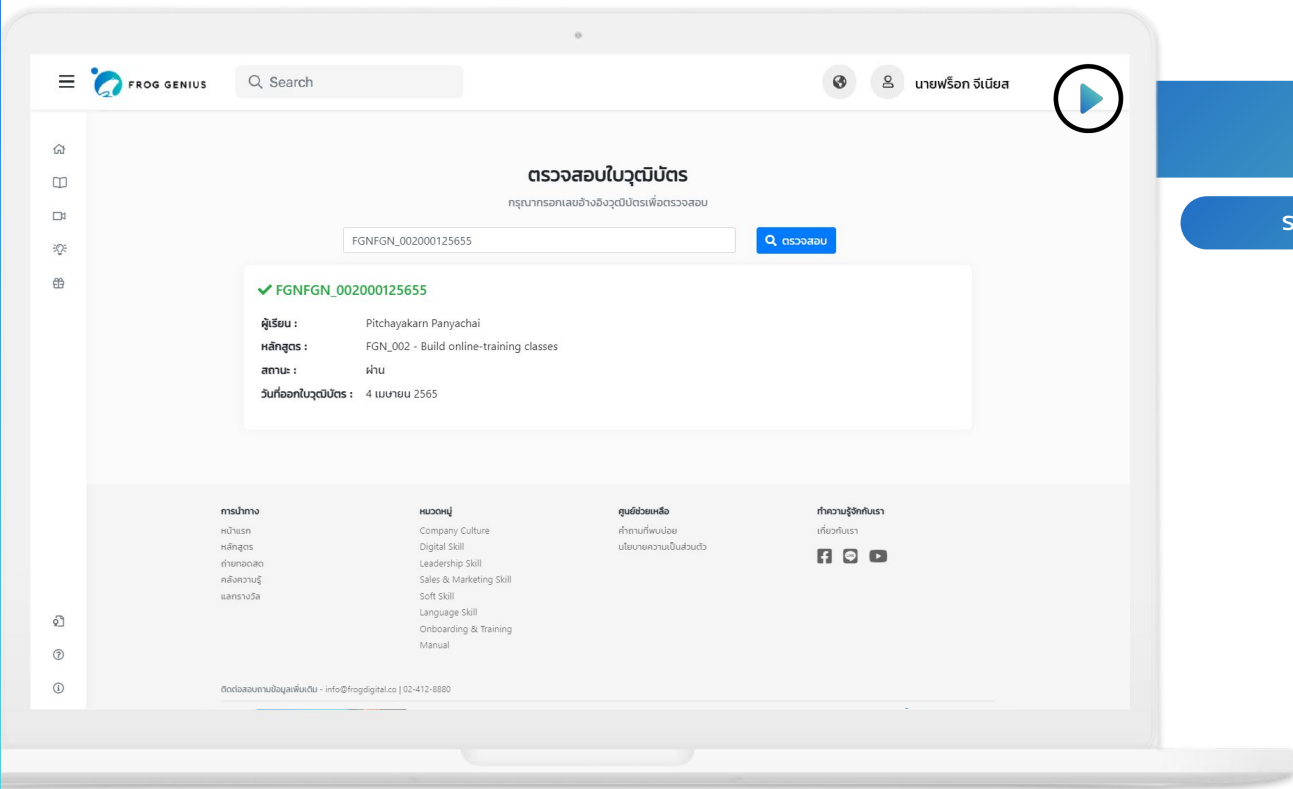 FROG GENIUS
Search
นายฟร็อก จีเนียส
ตรวจสอบใบวุฒิบัตร
กรุณากรอกเลขอ้างอิงวุฒิบัตรเพื่อตรวจสอบ
FGNFGN_002000125655
ตรวจสอบ
FGNFGN_002000125655
ผู้เรียน : Pitchayakarn Panyachai
หลักสูตร : FGN_002 - Build online-training classes
สถานะ : ผ่าน
วันที่ออกใบวุฒิบัตร : 4 เมษายน 2565
การนำทาง
หน้าแรก
หลักสูตร
ถ่ายทอดสด
คลังความรู้
แลกรางวัล
หมวดหมู่
Company Culture
Digital Skill
Leadership Skill
Sales & Marketing Skill
Soft Skill
Language Skill
Onboarding & Training
Manual
ศูนย์ช่วยเหลือ
คำถามที่พบบ่อย
นโยบายความเป็นส่วนตัว
ทำความรู้จักกับเรา
เกี่ยวกับเรา
ติดต่อสอบถามข้อมูลเพิ่มเติม - info@frogdigital.co | 02-412-8880